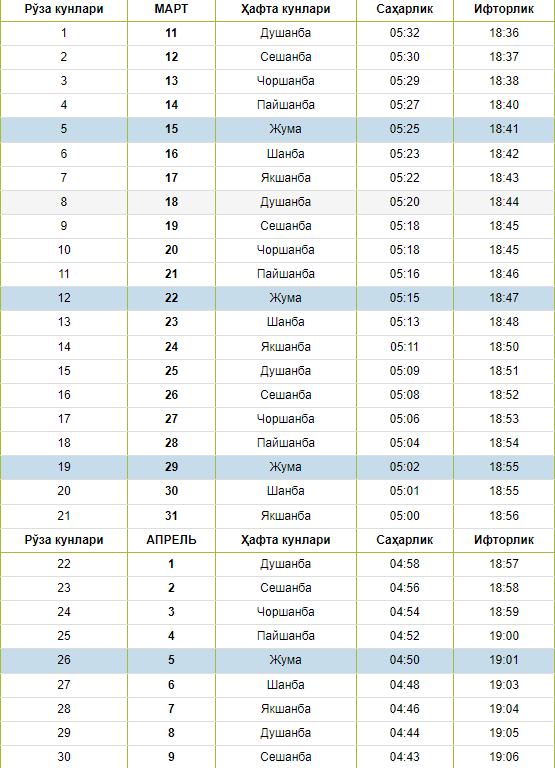 Рўза кунлари МАРТ Ҳафта кунлари Саҳарлик Ифторлик
1 11 Душанба 05:32 18:36
2 12 Сешанба 05:30 18:37
3 13 Чоршанба 05:29 18:38
4 14 Пайшанба 05:27 18:40
5 15 Жума 05:25 18:41
6 16 Шанба 05:23 18:42
7 17 Якшанба 05:22 18:43
8 18 Душанба 05:20 18:44
9 19 Сешанба 05:18 18:45
10 20 Чоршанба 05:18 18:45
11 21 Пайшанба 05:16 18:46
12 22 Жума 05:15 18:47
13 23 Шанба 05:13 18:48
14 24 Якшанба 05:11 18:50
15 25 Душанба 05:09 18:51
16 26 Сешанба 05:08 18:52
17 27 Чоршанба 05:06 18:53
18 28 Пайшанба 05:04 18:54
19 29 Жума 05:02 18:55
20 30 Шанба 05:01 18:55
21 31 Якшанба 05:00 18:56
Рўза кунлари АПРЕЛЬ Ҳафта кунлари Саҳарлик Ифторлик
22 1 Душанба 04:58 18:57
23 2 Сешанба 04:56 18:58
24 3 Чоршанба 04:54 18:59
25 4 Пайшанба 04:52 19:00
26 5 Жума 04:50 19:01
27 6 Шанба 04:48 19:03
28 7 Якшанба 04:46 19:04
29 8 Душанба 04:44 19:05
30 9 Сешанба 04:43 19:06